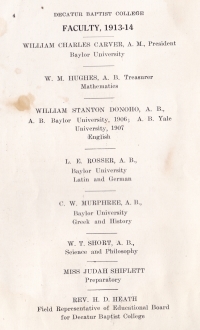 4
DECATUR BAPTIST COLLEGE
FACULTY, 1913-14
WILLIAM CHARLES CARVER, A. M., President
Baylor University
W. M. HUGHES, A. B. Treasurer
Mathematics
WILLIAM STANTON DONOHO, A. B.,
A. B. Baylor University, 1906; A. B. Yale
University, 1907
English
L. E. ROSSER, A. B.,
Baylor University
Latin and German
C. W. MURPHREE, A. B.,
Baylor University
Greek and History
W. T. SHORT, A. B.,
Science and Philosophy
MISS JUDAH SHIFLETT
Preparatory
REV. H. D. HEATH
Field Representative of Educational Board
for Decatur Baptist College